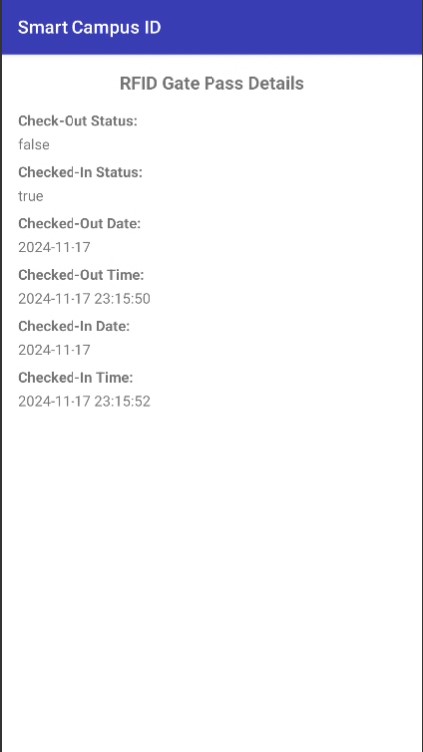 Smart Campus ID
RFID Gate Pass Details
Check-Out Status:
false
Checked-In Status:
true
Checked-Out Date:
2024-11-17
Checked-Out Time:
2024-11-17 23:15:50
Checked-In Date:
2024-11-17
Checked-In Time:
2024-11-17 23:15:52